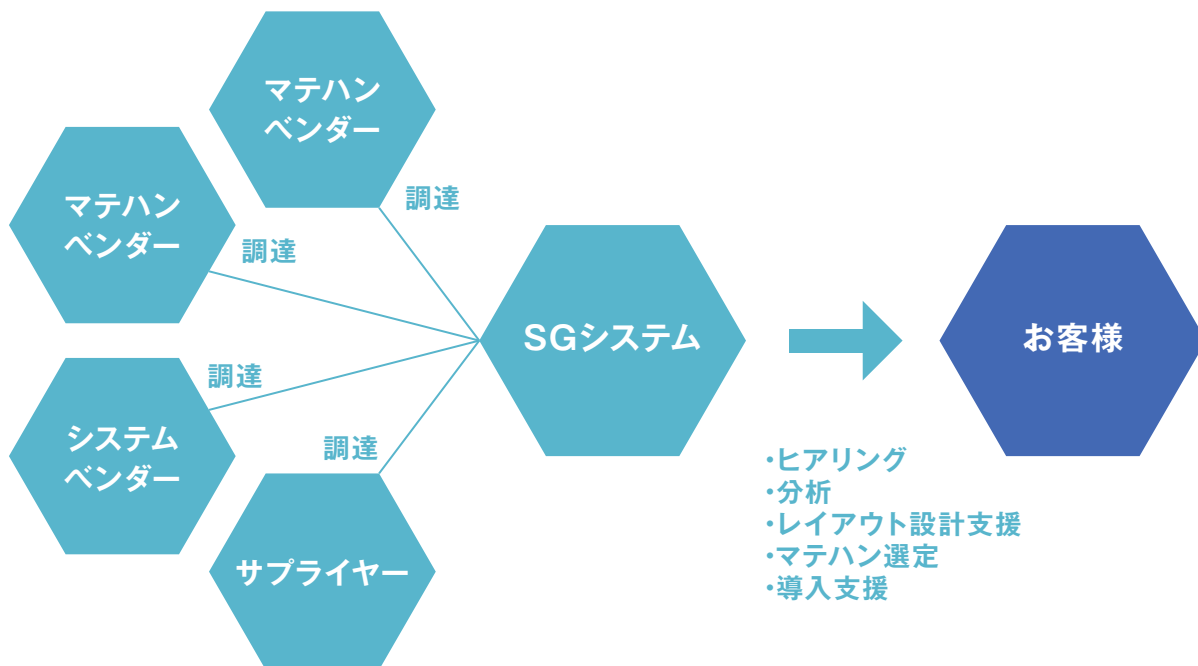 マテハン
ベンダー
調達
マテハン
ベンダー
調達
システム
ベンダー
調達
サプライヤー
調達
SGシステム
お客様
・ヒアリング
・分析
・レイアウト設計支援
・マテハン選定
・導入支援